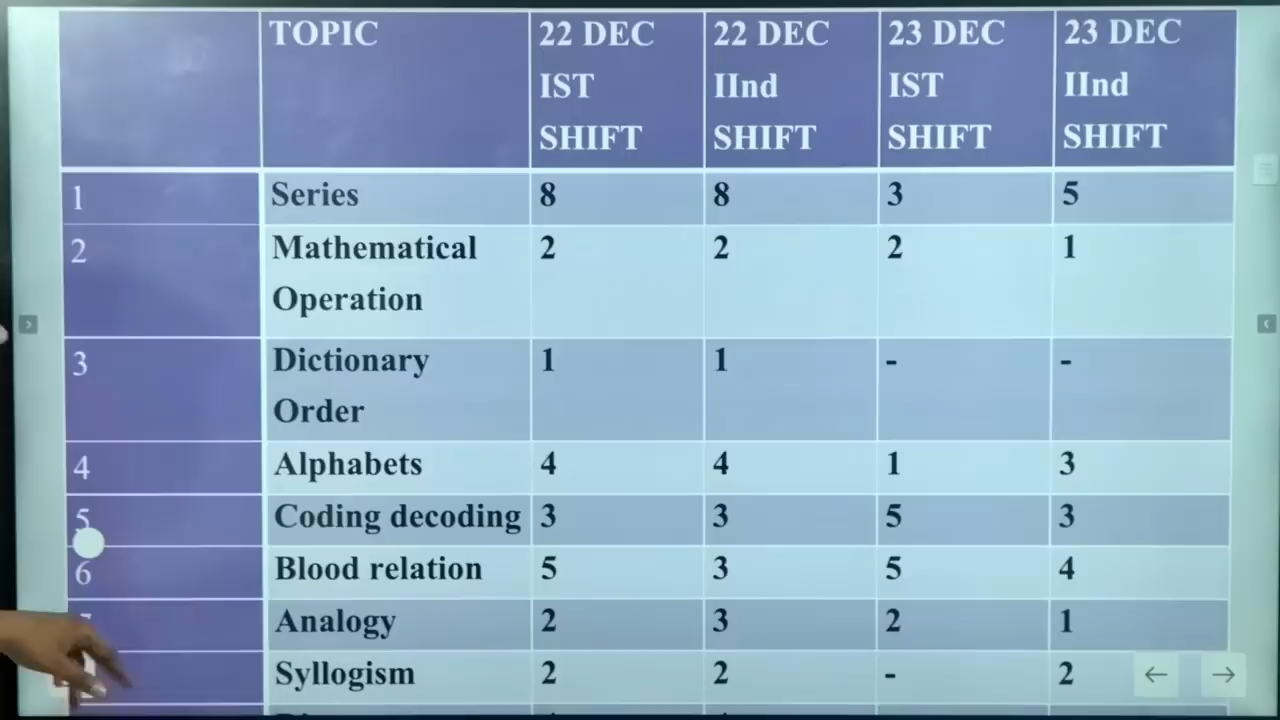 TOPIC 22 DEC 22 DEC 23 DEC 23 DEC
IST IInd IST IInd
SHIFT SHIFT SHIFT SHIFT
1 Series 8 8 3 5
2 Mathematical 2 2 2 1
Operation
3 Dictionary 1 1 - -
Order
4 Alphabets 4 4 1 3
5 Coding decoding 3 3 5 3
6 Blood relation 5 3 5 4
Analogy 2 3 2 1
Syllogism 2 2 - 2